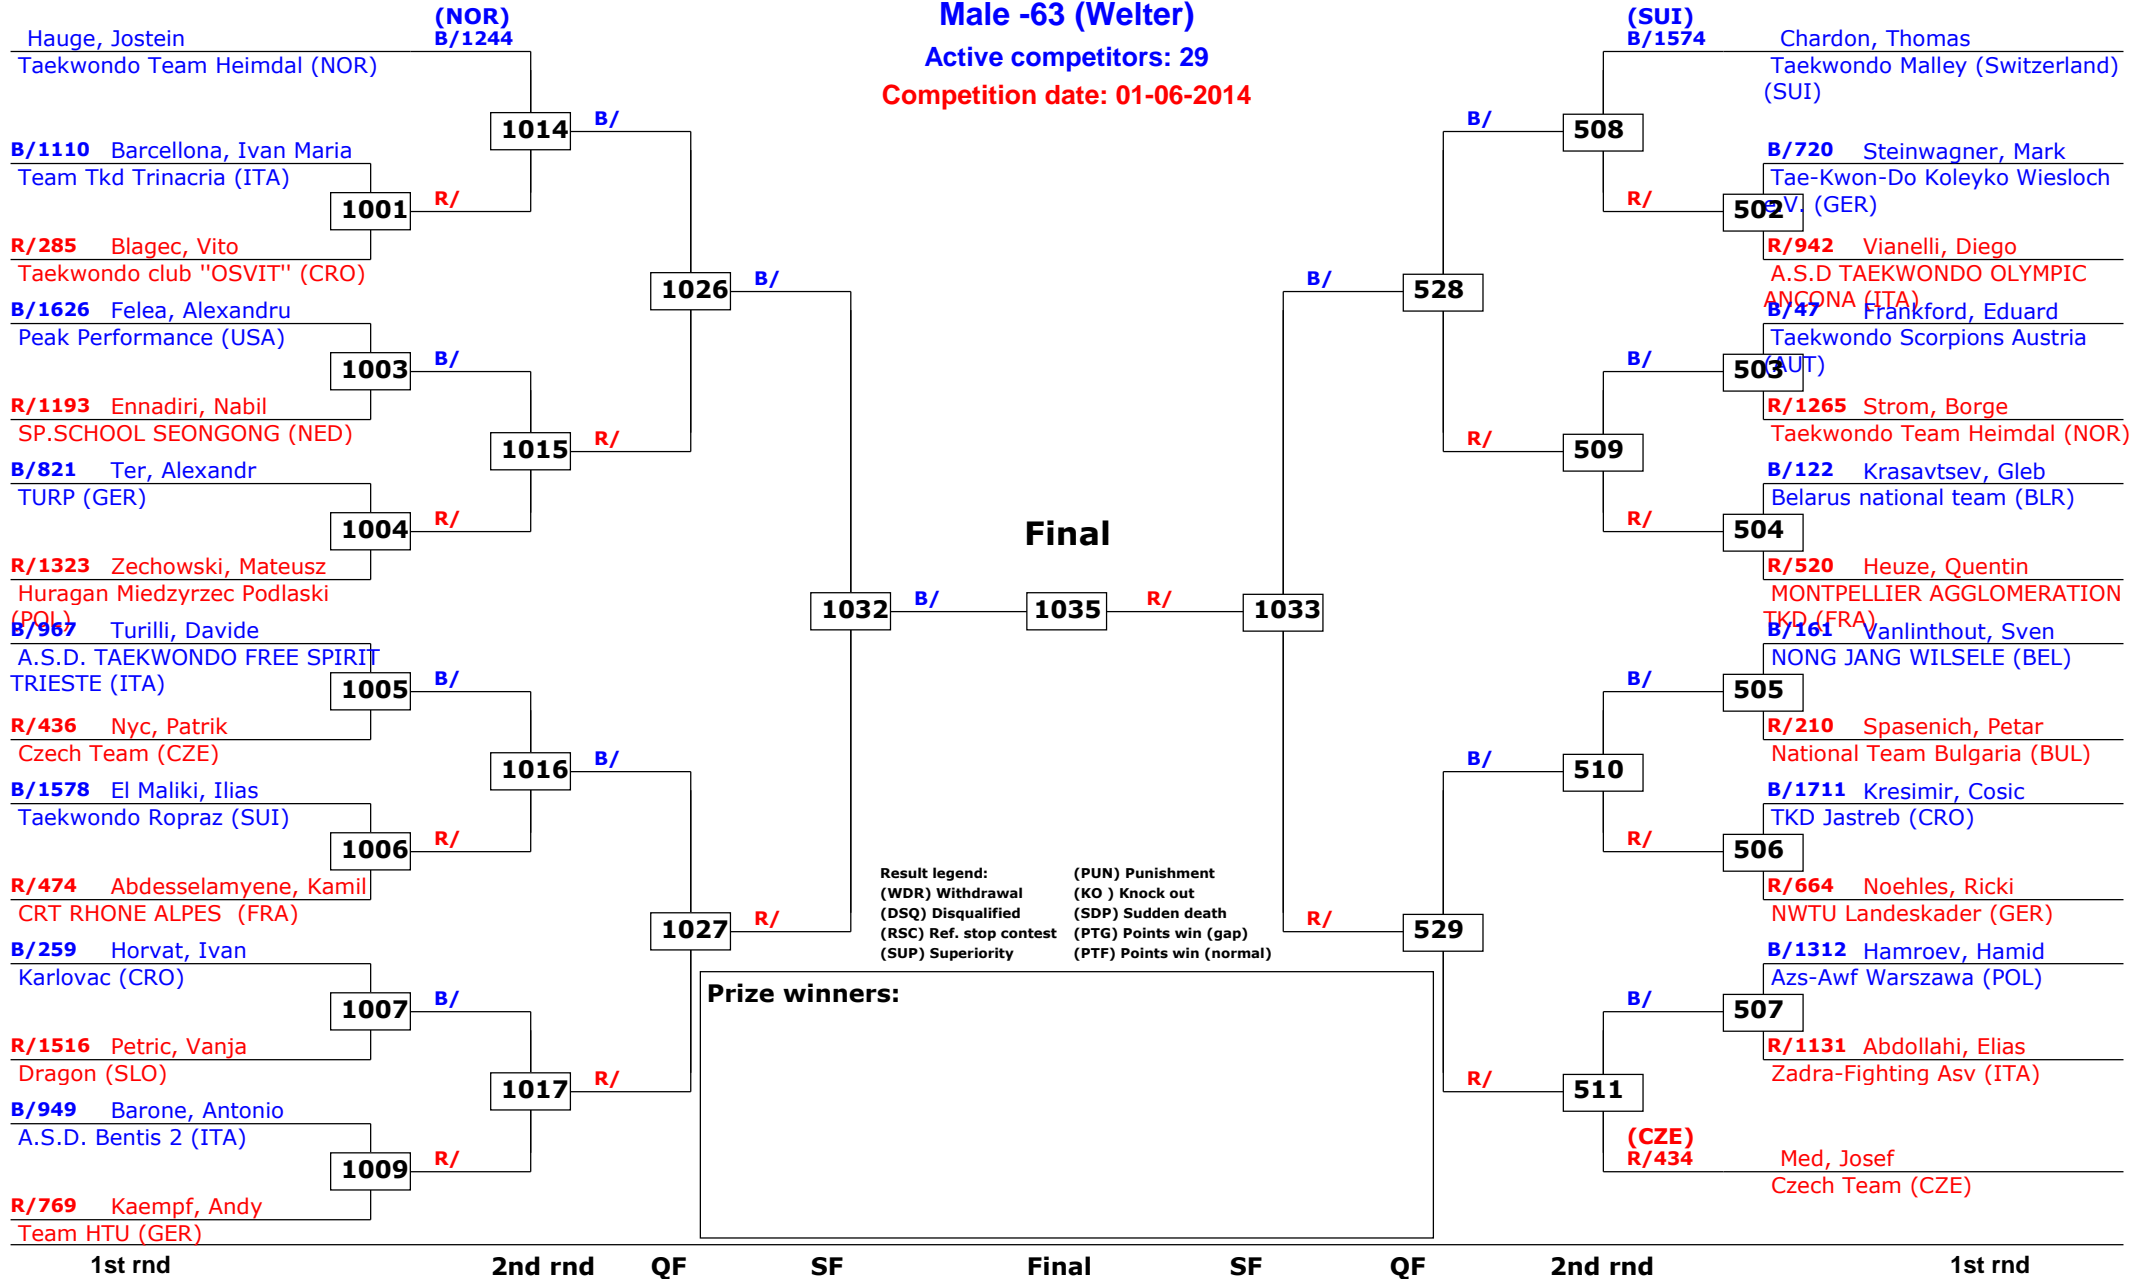 Male -63 (Welter)
Active competitors: 29
Competition date: 01-06-2014
(NOR)
Hauge, Jostein B/1244
Taekwondo Team Heimdal (NOR)
1014 B/
B/1110 Barcellona, Ivan Maria
Team Tkd Trinacria (ITA)
1001 R/
R/285 Blagec, Vito
Taekwondo club "OSVIT" (CRO)
1026 B/
B/1626 Felea, Alexandru
Peak Performance (USA)
1003 B/
R/1193 Ennadiri, Nabil
SP.SCHOOL SEONGONG (NED)
1015 R/
B/821 Ter, Alexandr
TURP (GER)
1004 R/
R/1323 Zechowski, Mateusz
Huragan Miedzyrzec Podlaski
(POL)
B/967 Turilli, Davide
A.S.D. TAEKWONDO FREE SPIRIT
TRIESTE (ITA)
1005 B/
R/436 Nyc, Patrik
Czech Team (CZE)
1016 B/
B/1578 El Maliki, Ilias
Taekwondo Ropraz (SUI)
1006 R/
R/474 Abdesselamyene, Kamil
CRT RHONE ALPES (FRA)
1027 R/
B/259 Horvat, Ivan
Karlovac (CRO)
1007 B/
R/1516 Petric, Vanja
Dragon (SLO)
1017 R/
B/949 Barone, Antonio
A.S.D. Bentis 2 (ITA)
1009 R/
R/769 Kaempf, Andy
Team HTU (GER)
Final
1032 B/ 1035 R/ 1033
(SUI)
B/1574 Chardon, Thomas
Taekwondo Malley (Switzerland)
(SUI)
B/ 508
B/720 Steinwagner, Mark
Tae-Kwon-Do Koleyko Wiesloch
e.V. (GER)
R/ 502
R/942 Vianelli, Diego
A.S.D TAEKWONDO OLYMPIC
ANCONA (ITA)
B/ 528
B/47 Frankford, Eduard
Taekwondo Scorpions Austria
(AUT)
B/ 503
R/1265 Strom, Borge
Taekwondo Team Heimdal (NOR)
R/ 509
B/122 Krasavtsev, Gleb
Belarus national team (BLR)
R/ 504
R/520 Heuze, Quentin
MONTPELLIER AGGLOMERATION
TKD (FRA)
B/161 Vanlinthout, Sven
NONG JANG WILSELE (BEL)
B/ 505
R/210 Spasenich, Petar
National Team Bulgaria (BUL)
B/ 510
B/1711 Kresimir, Cosic
TKD Jastreb (CRO)
R/ 506
R/664 Noehles, Ricki
NWTU Landeskader (GER)
R/ 529
B/1312 Hamroev, Hamid
Azs-Awf Warszawa (POL)
B/ 507
R/1131 Abdollahi, Elias
Zadra-Fighting Asv (ITA)
R/ 511
(CZE)
R/434 Med, Josef
Czech Team (CZE)
Result legend: (PUN) Punishment
(WDR) Withdrawal (KO ) Knock out
(DSQ) Disqualified (SDP) Sudden death
(RSC) Ref. stop contest (PTG) Points win (gap)
(SUP) Superiority (PTF) Points win (normal)
Prize winners:
1st rnd 2nd rnd QF SF Final SF QF 2nd rnd 1st rnd